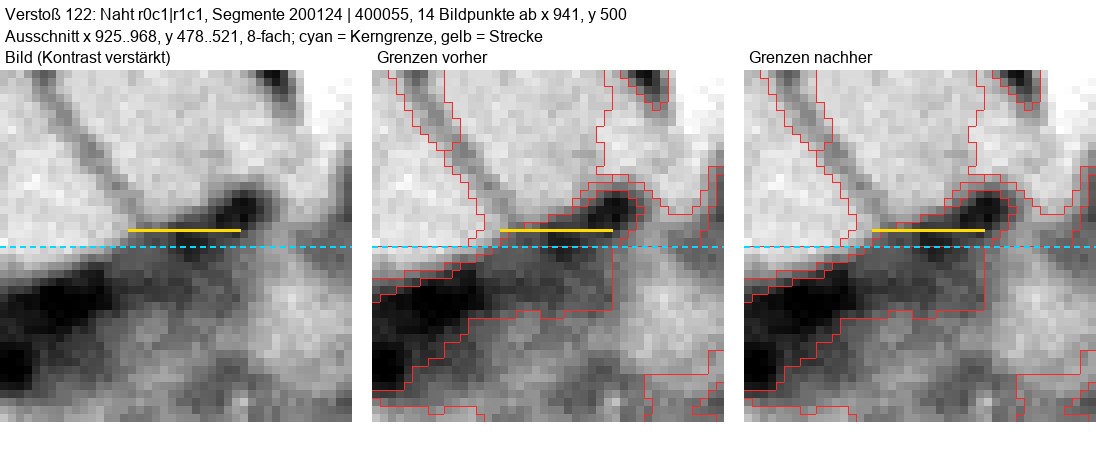 Verstoß 122: Naht r0c1|r1c1, Segmente 200124 | 400055, 14 Bildpunkte ab x 941, y 500
Ausschnitt x 925..968, y 478..521, 8-fach; cyan = Kerngrenze, gelb = Strecke
Bild (Kontrast verstärkt)
Grenzen vorher
Grenzen nachher